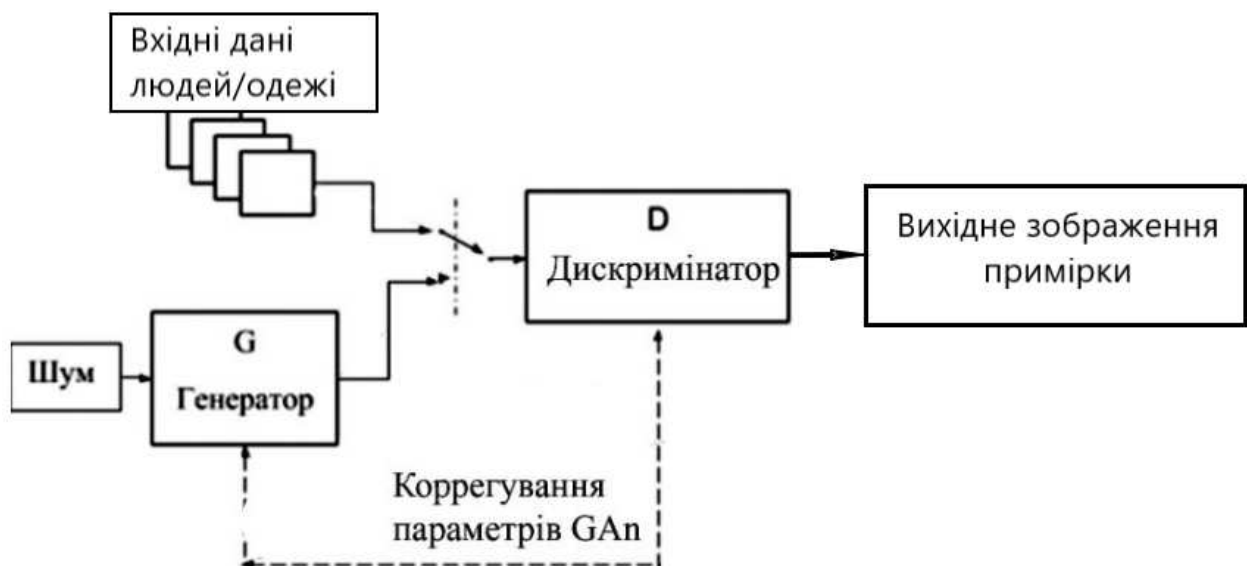 Вхідні дані
людей/одежі
D
Дискримінатор
Вихідне зображення
примірки
G
Генератор
Шум
Коррегування
параметрів GAn